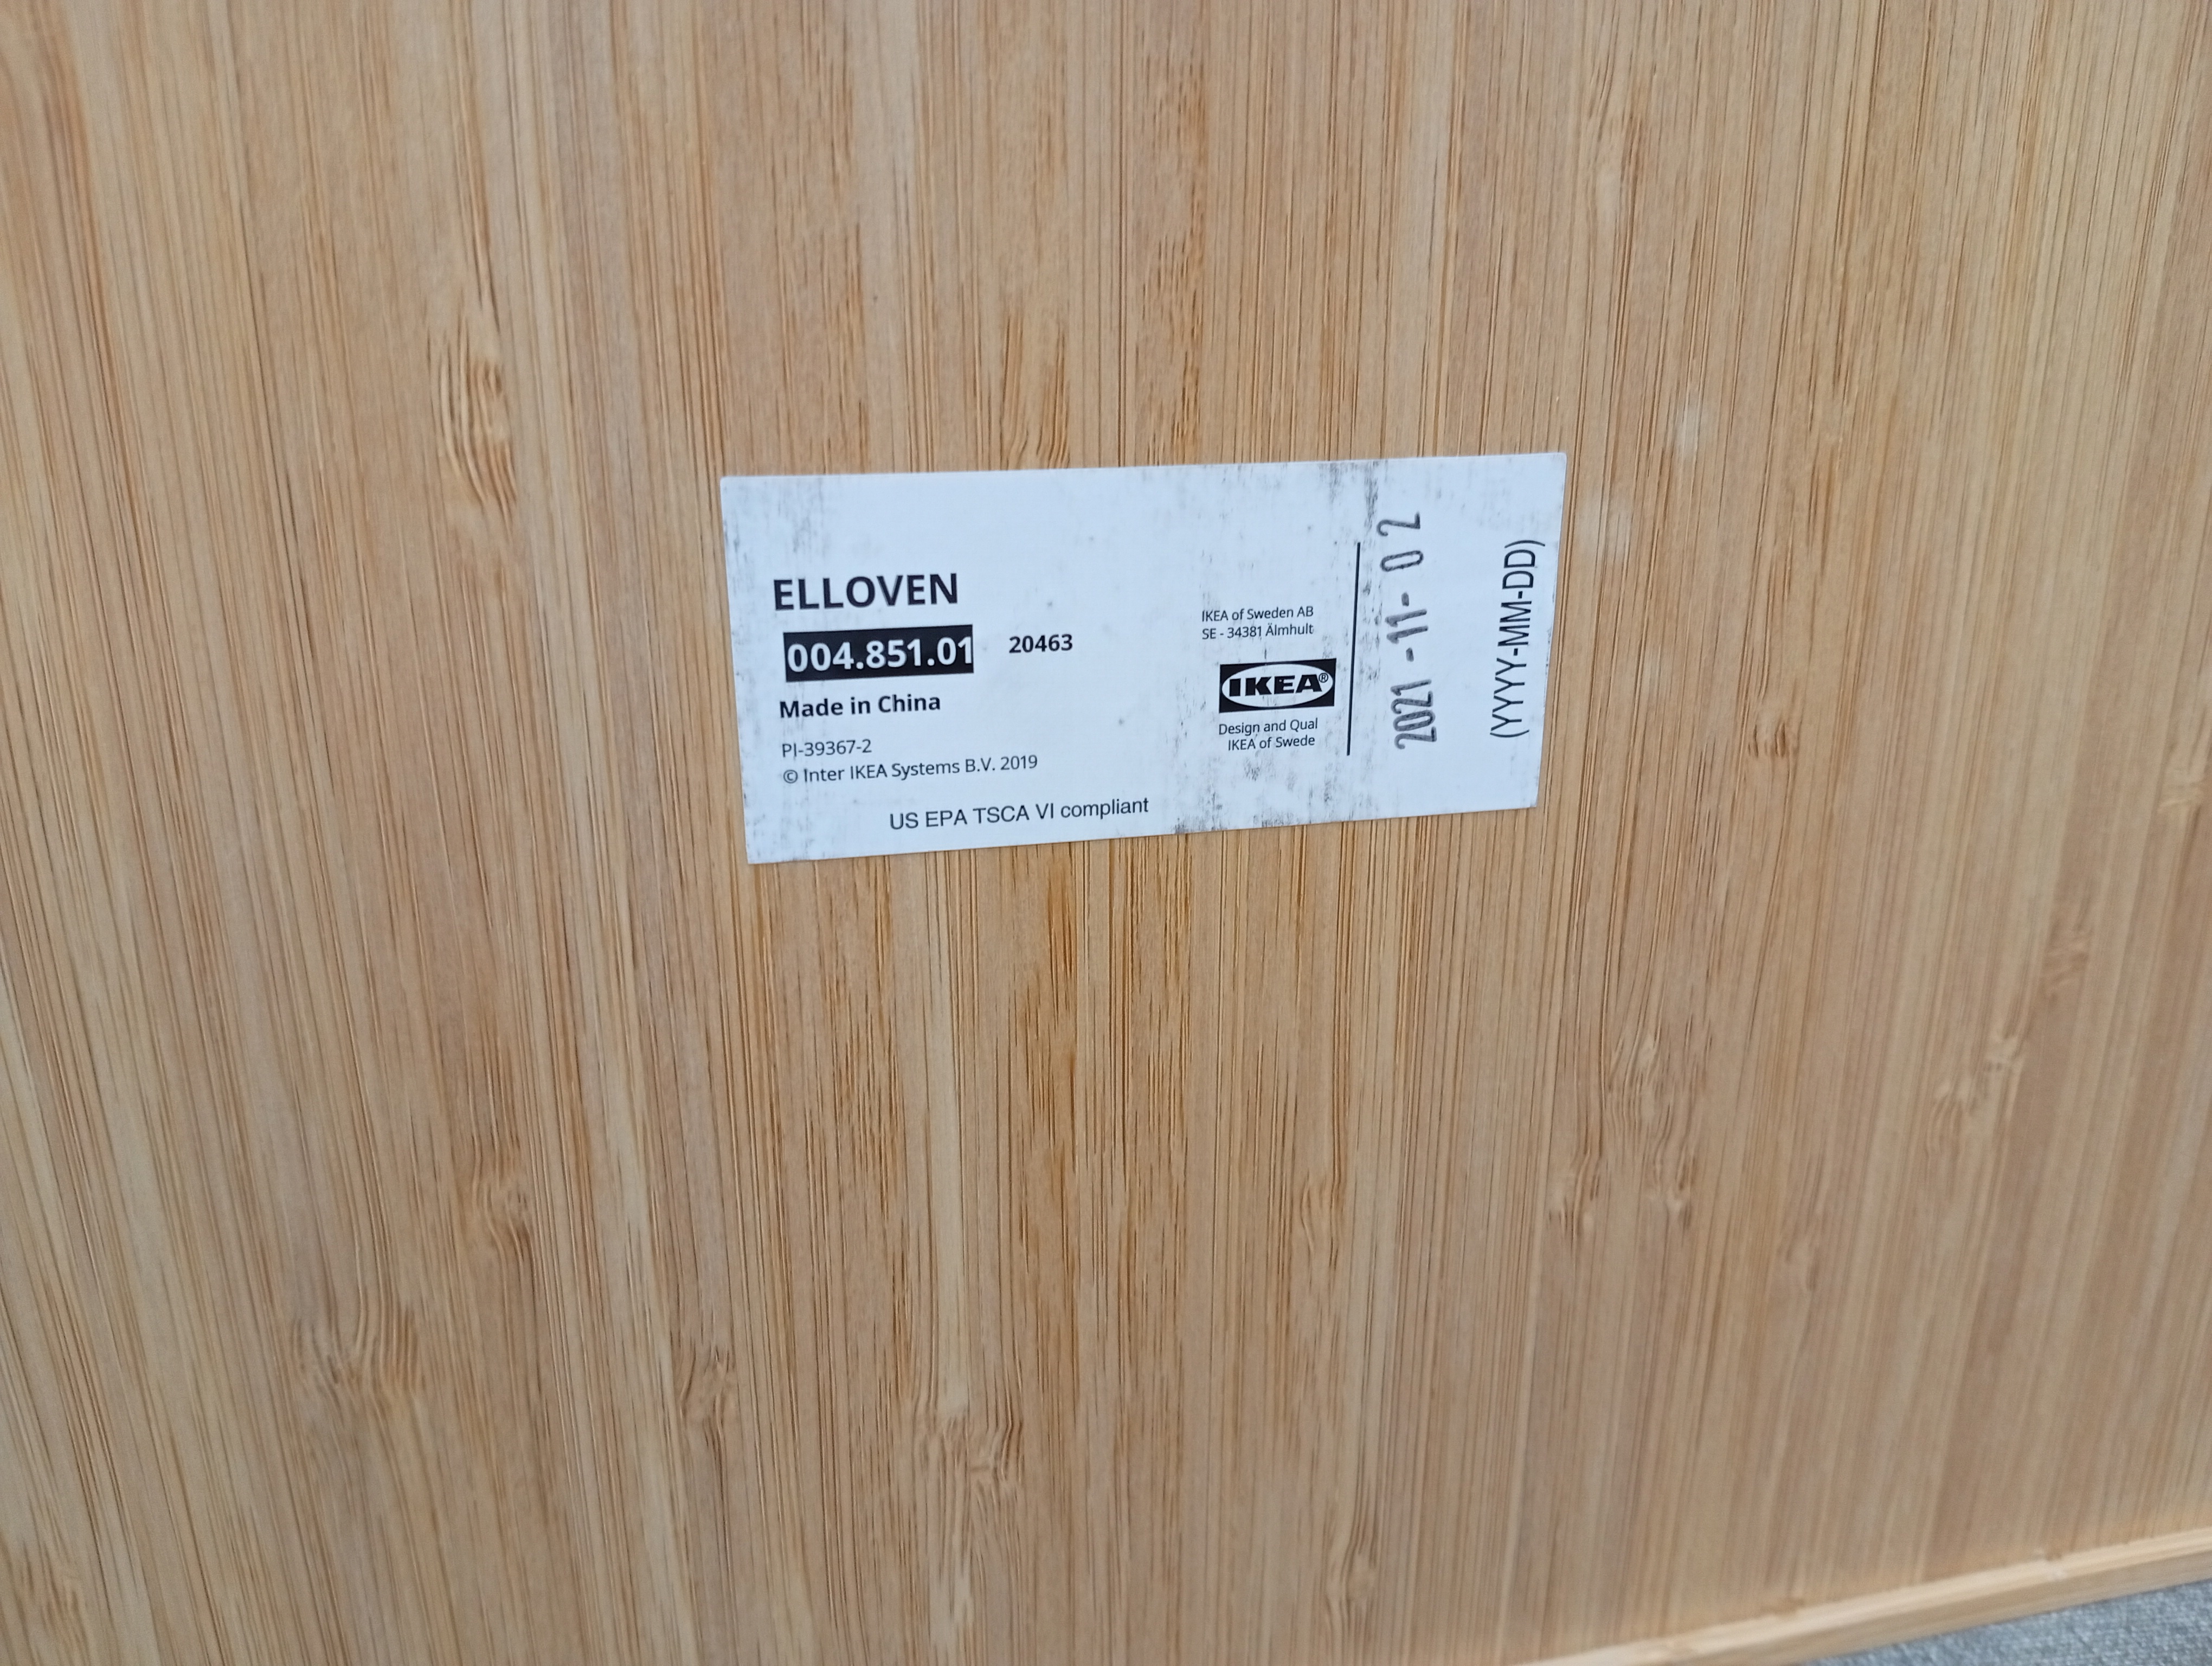 ELLOVEN
004.851.01 20463
Made in China
PI-39367-2
© Inter IKEA Systems B.V. 2019
US EPA TSCA VI compliant
IKEA of Sweden AB
SE - 34381 Älmhult
IKEA®
Design and Qual
IKEA of Swede
2021 -11- 02
(YYYY-MM-DD)